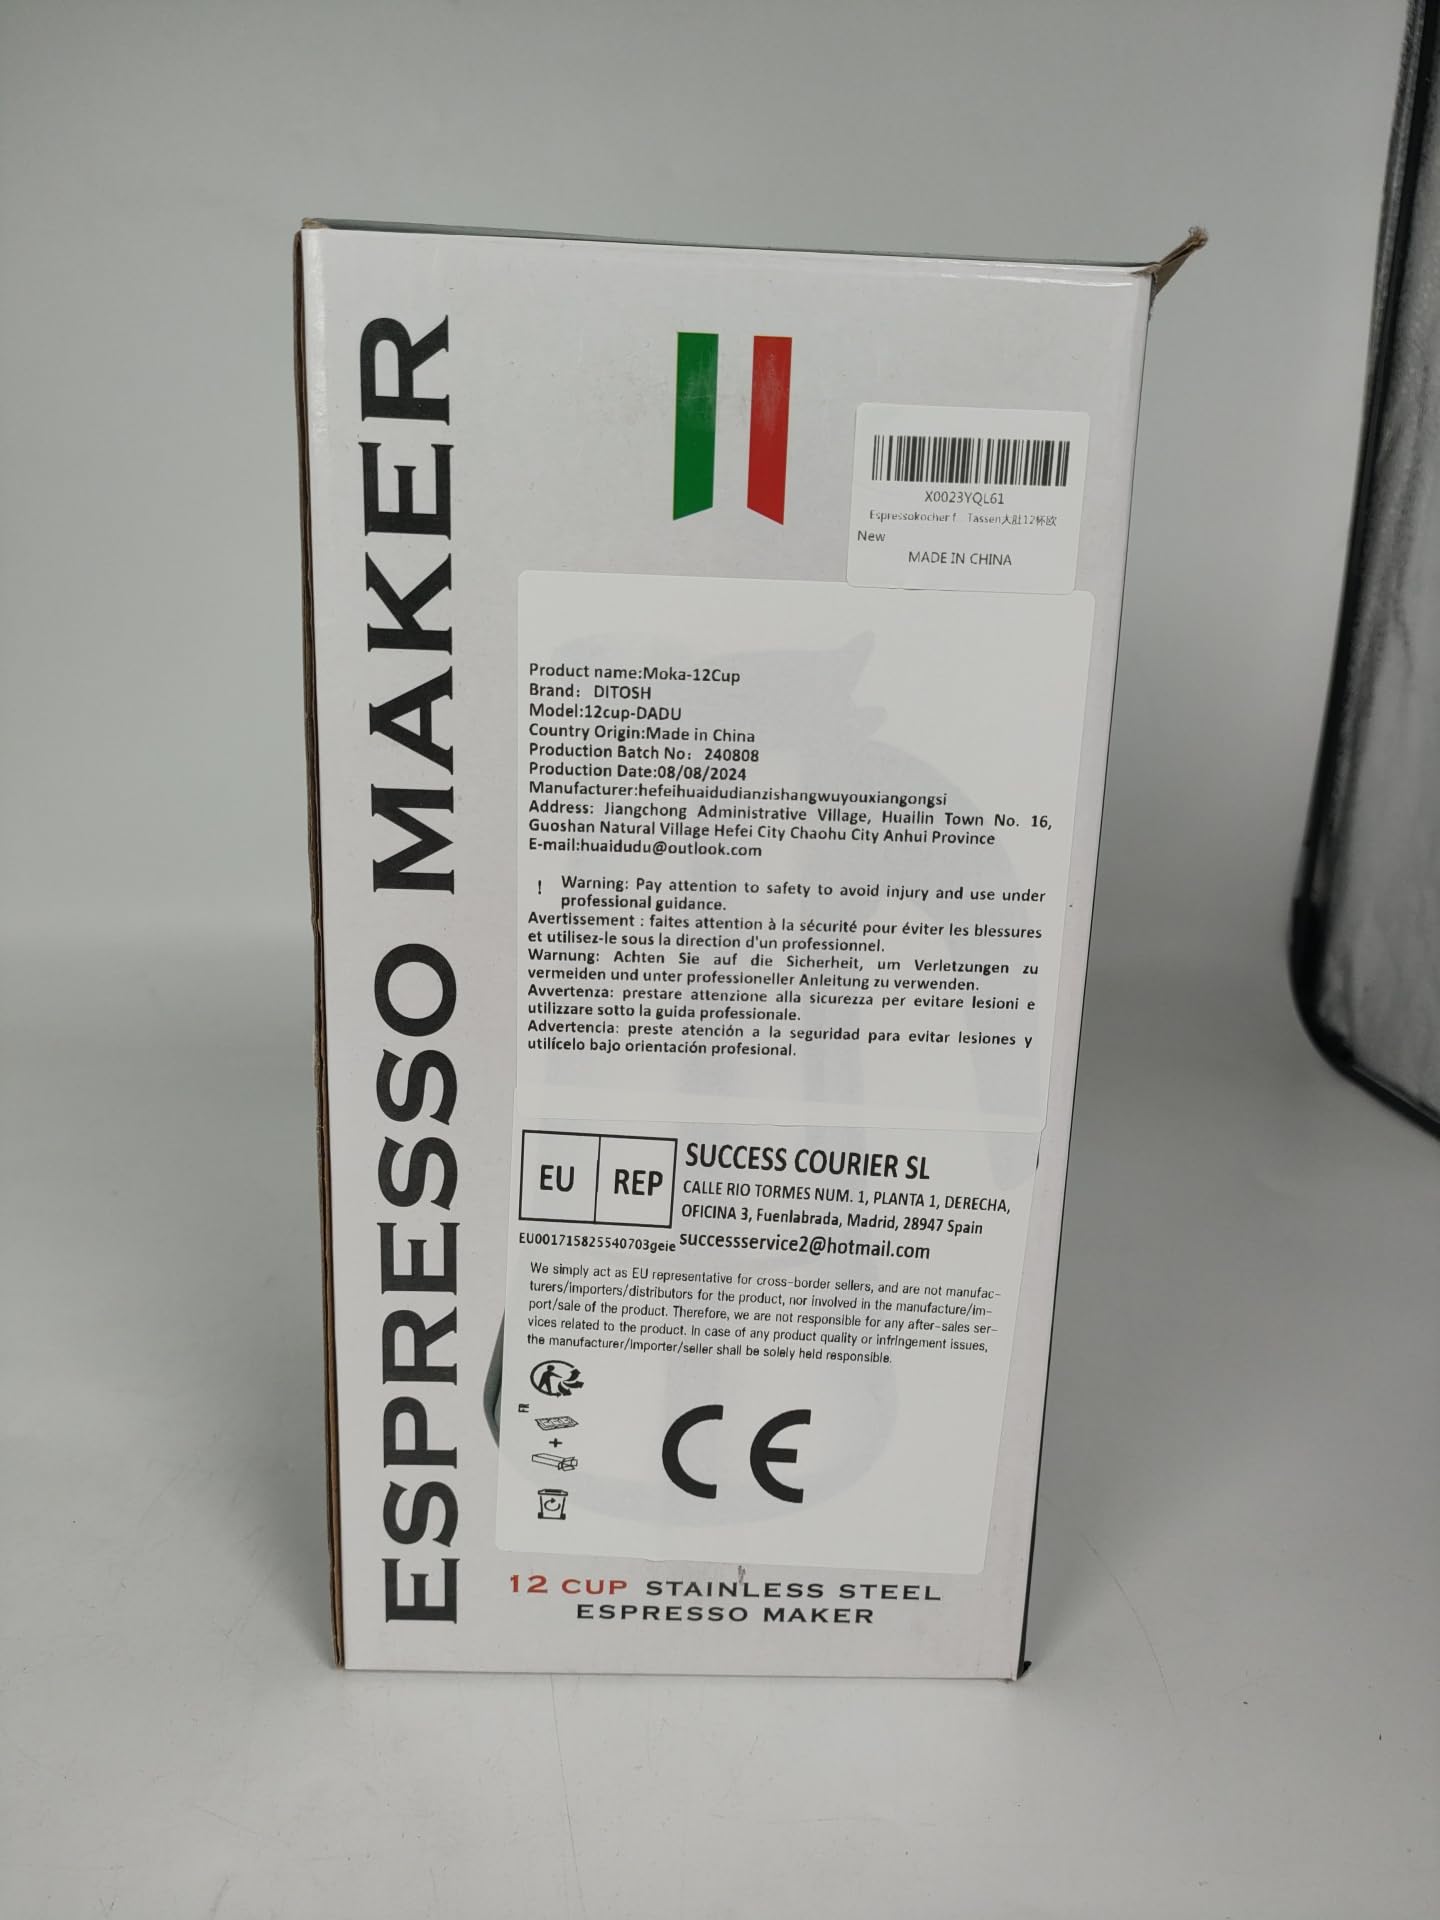 ESPRESSO MAKER
X0023YQL61
Espressokocher f... Tassen大肚12杯欧
New
MADE IN CHINA
Product name:Moka-12Cup
Brand: DITOSH
Model:12cup-DADU
Country Origin:Made in China
Production Batch No: 240808
Production Date:08/08/2024
Manufacturer:hefeihuaidudianzishangwuyouxiangongsi
Address: Jiangchong Administrative Village, Huailin Town No. 16,
Guoshan Natural Village Hefei City Chaohu City Anhui Province
E-mail:huaidudu@outlook.com
! Warning: Pay attention to safety to avoid injury and use under
professional guidance.
Avertissement : faites attention à la sécurité pour éviter les blessures
et utilisez-le sous la direction d'un professionnel.
Warnung: Achten Sie auf die Sicherheit, um Verletzungen zu
vermeiden und unter professioneller Anleitung zu verwenden.
Avvertenza: prestare attenzione alla sicurezza per evitare lesioni e
utilizzare sotto la guida professionale.
Advertencia: preste atención a la seguridad para evitar lesiones y
utilícelo bajo orientación profesional.
EU REP
SUCCESS COURIER SL
CALLE RIO TORMES NUM. 1, PLANTA 1, DERECHA,
OFICINA 3, Fuenlabrada, Madrid, 28947 Spain
EU001715825540703geie successservice2@hotmail.com
We simply act as EU representative for cross-border sellers, and are not manufac-
turers/importers/distributors for the product, nor involved in the manufacture/im-
port/sale of the product. Therefore, we are not responsible for any after-sales ser-
vices related to the product. In case of any product quality or infringement issues,
the manufacturer/importer/seller shall be solely held responsible.
FR
+
CE
12 CUP STAINLESS STEEL
ESPRESSO MAKER